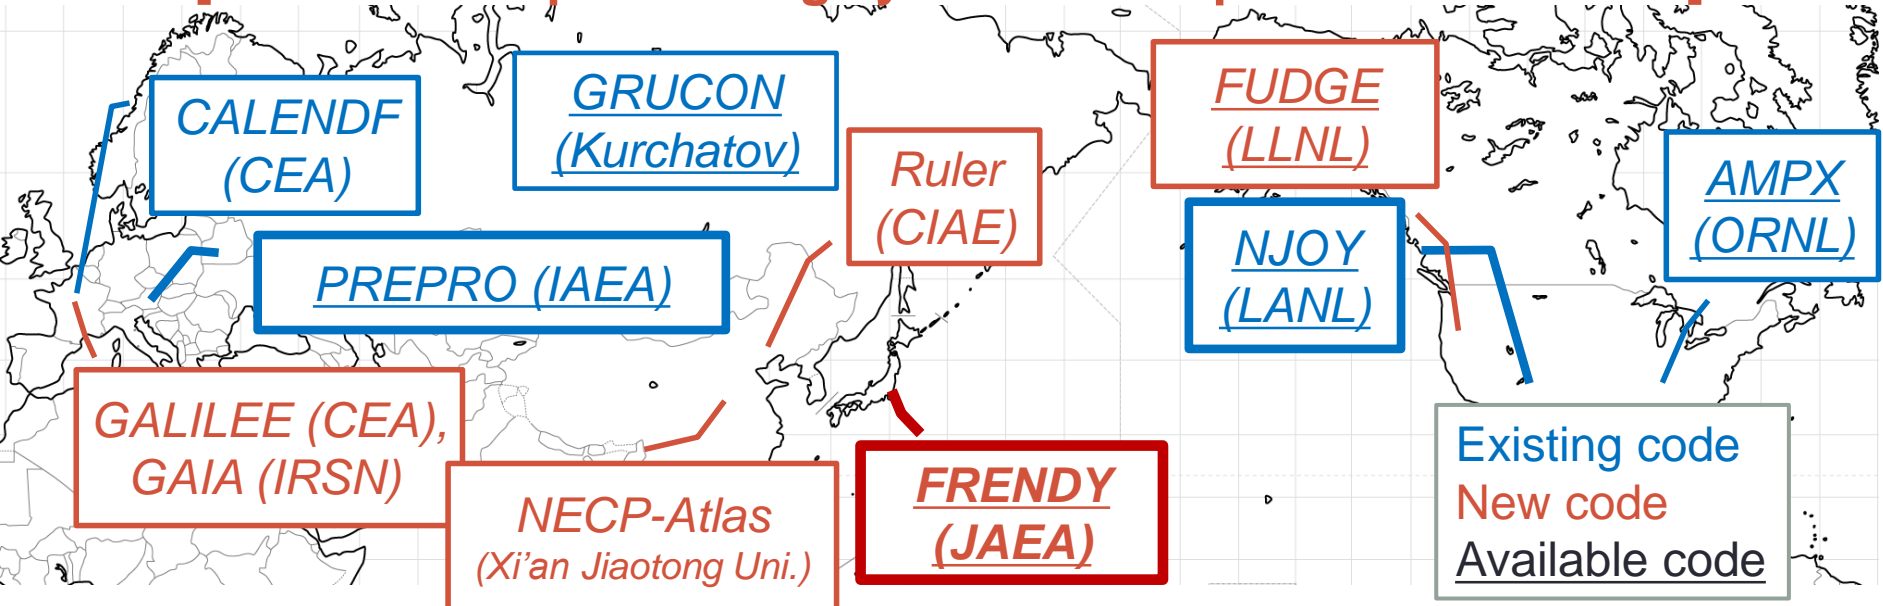 CALENDF
(CEA)
GRUCON
(Kurchatov)
Ruler
(CIAE)
FUDGE
(LLNL)
AMPX
(ORNL)
PREPRO (IAEA)
NJOY
(LANL)
GALILEE (CEA),
GAIA (IRSN)
NECP-Atlas
(Xi'an Jiaotong Uni.)
FRENDY
(JAEA)
Existing code
New code
Available code